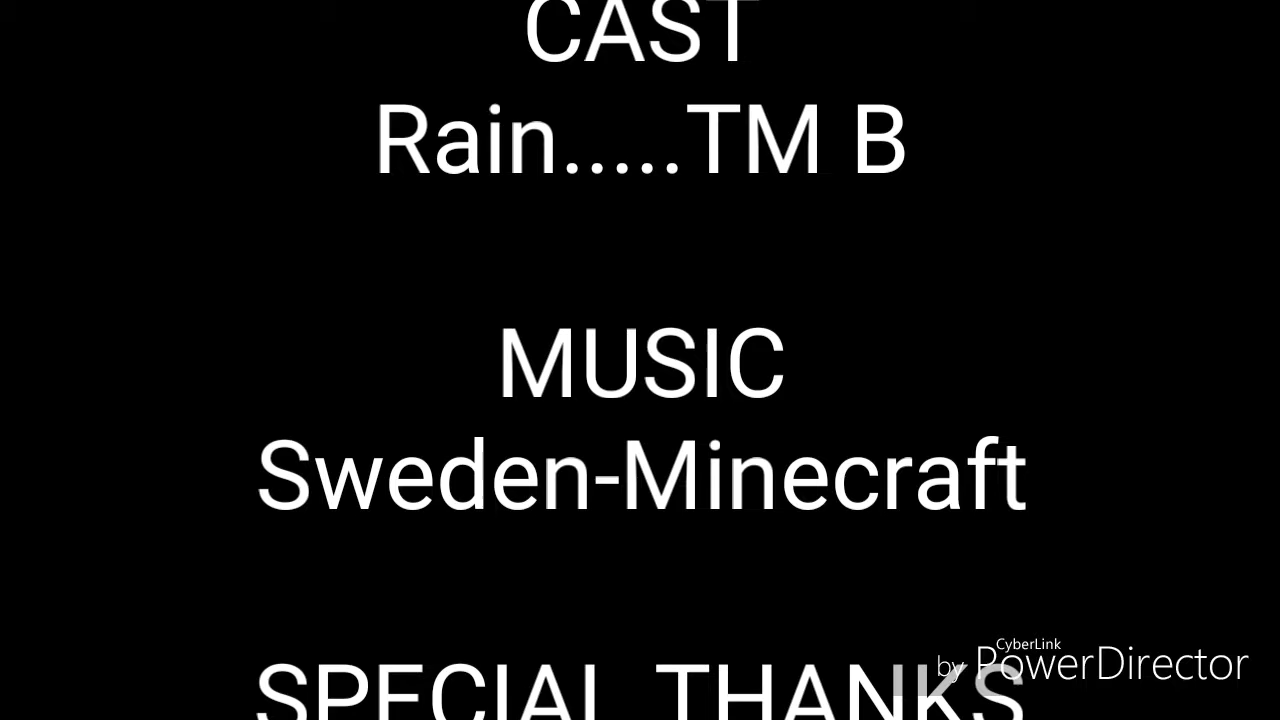 CAST
Rain.....TM B
MUSIC
Sweden-Minecraft
SPECIAL THANKS
CyberLink
by PowerDirector